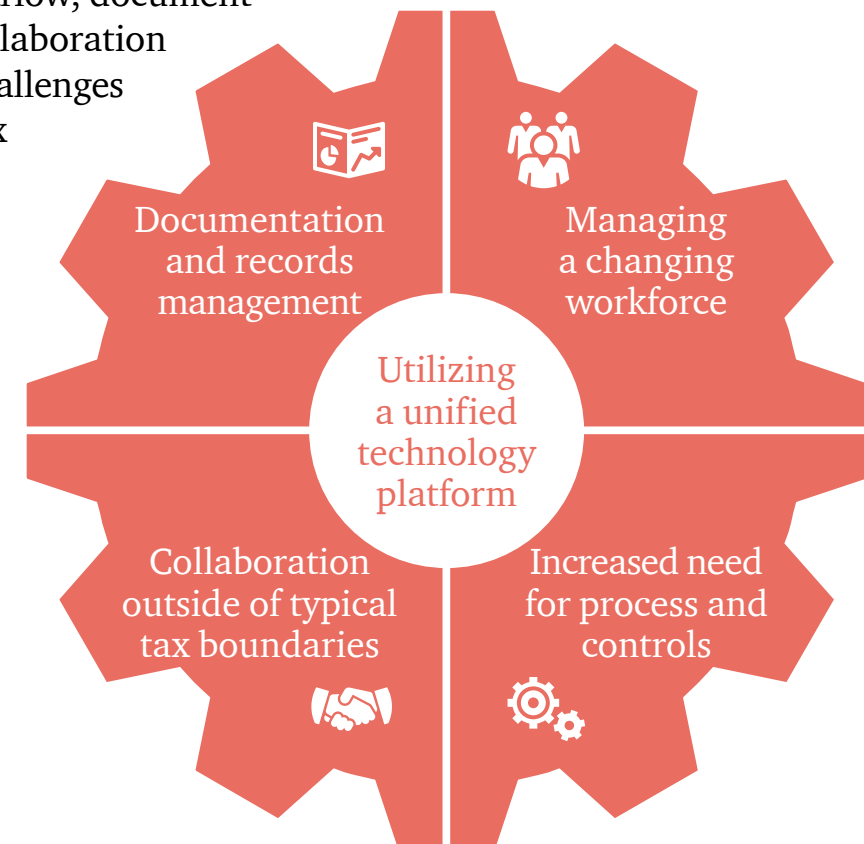 document
laboration
allenges
x
Documentation
and records
management
Managing
a changing
workforce
Utilizing
a unified
technology
platform
Collaboration
outside of typical
tax boundaries
Increased need
for process and
controls